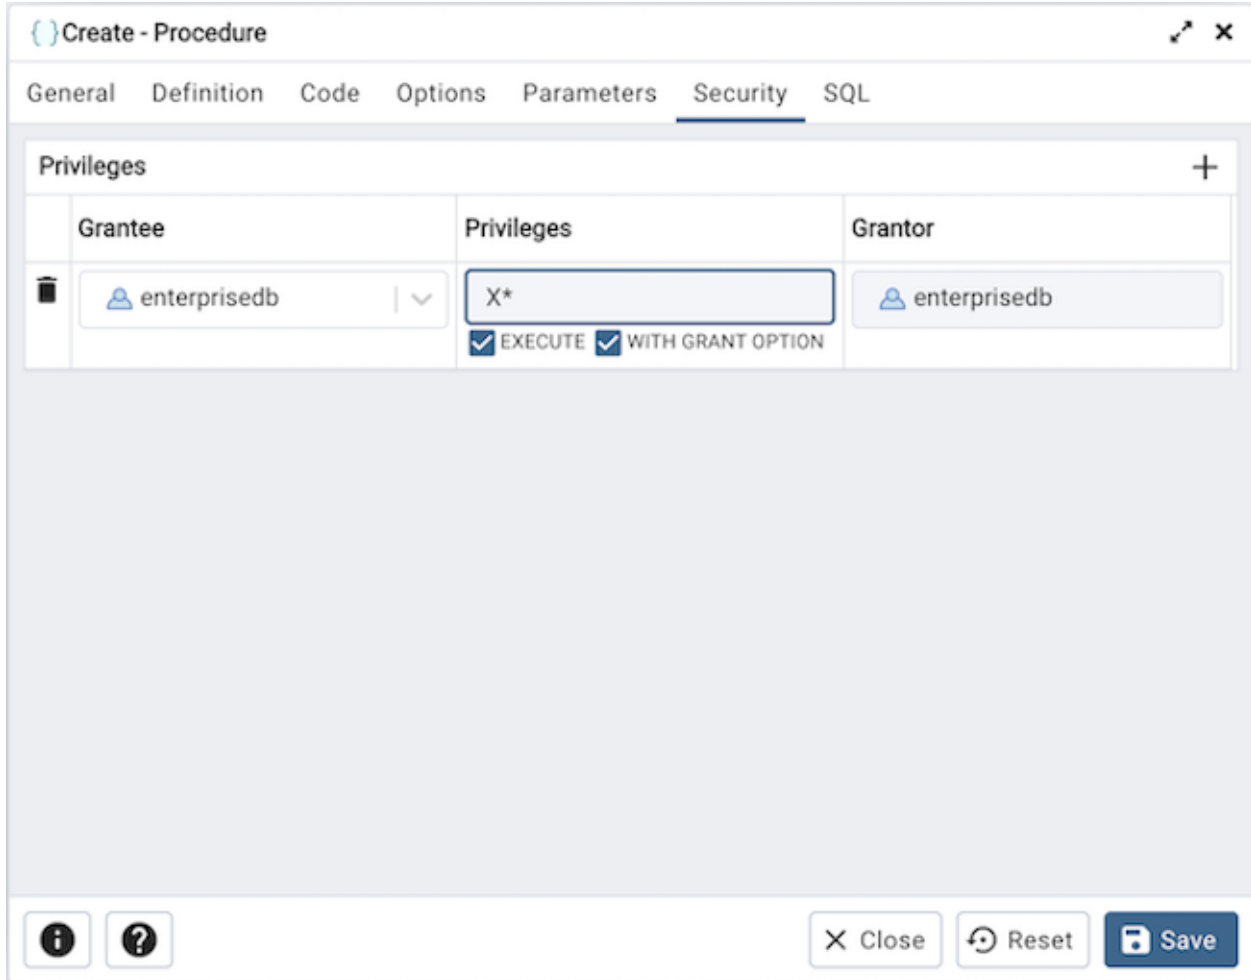 Create - Procedure
General Definition Code Options Parameters Security SQL
Privileges
Grantee Privileges Grantor
enterprisedb X* enterprisedb
EXECUTE WITH GRANT OPTION
Close Reset Save